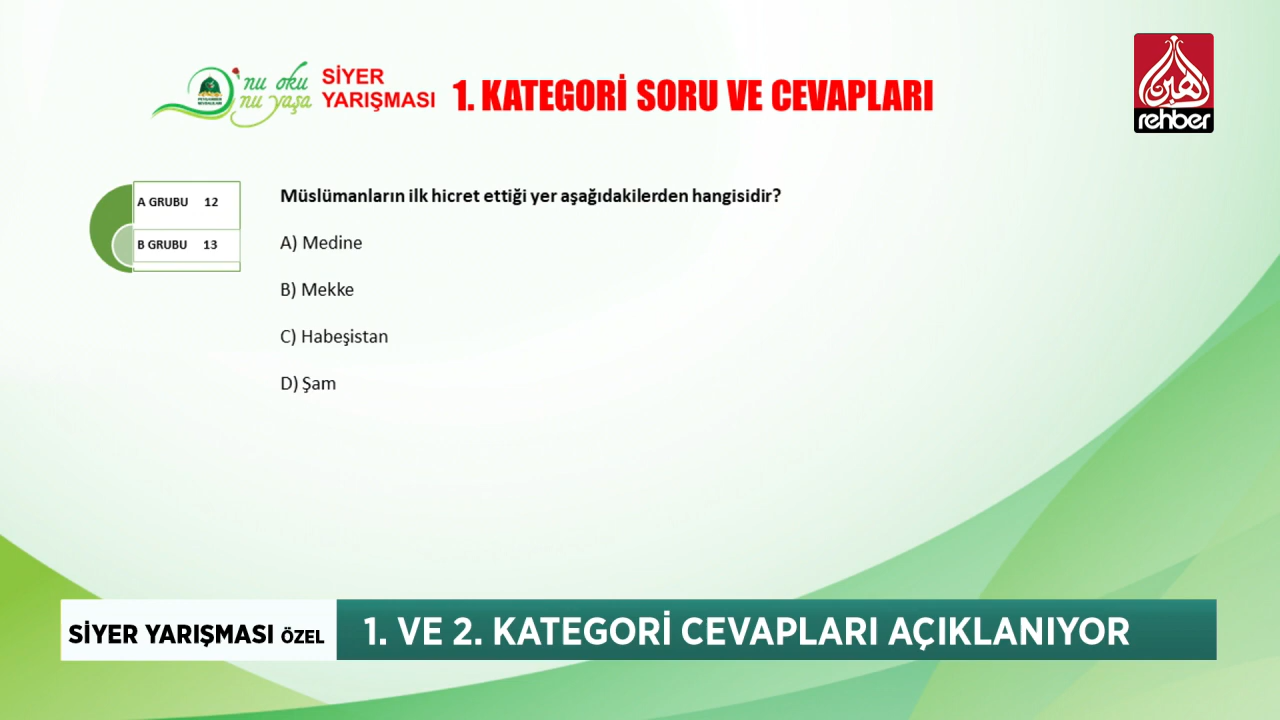 O'nu oku
O'nu yaşa
SİYER
YARIŞMASI
1. KATEGORİ SORU VE CEVAPLARI
rehber
A GRUBU 12
B GRUBU 13
Müslümanların ilk hicret ettiği yer aşağıdakilerden hangisidir?
A) Medine
B) Mekke
C) Habeşistan
D) Şam
SİYER YARIŞMASI ÖZEL
1. VE 2. KATEGORİ CEVAPLARI AÇIKLANIYOR